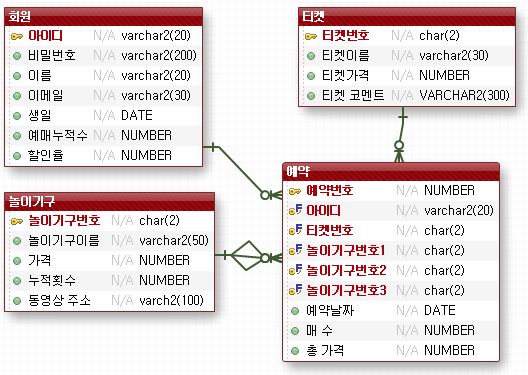 회원
아이디 N/A varchar2(20)
비밀번호 N/A varchar2(200)
이름 N/A varchar2(20)
이메일 N/A varchar2(30)
생일 N/A DATE
예매누적수 N/A NUMBER
할인율 N/A NUMBER
티켓
티켓번호 N/A char(2)
티켓이름 N/A varchar2(30)
티켓가격 N/A NUMBER
티켓 코멘트 N/A VARCHAR2(300)
놀이기구
놀이기구번호 N/A char(2)
놀이기구이름 N/A varchar2(50)
가격 N/A NUMBER
누적횟수 N/A NUMBER
동영상 주소 N/A varch2(100)
예약
예약번호 N/A NUMBER
아이디 N/A varchar2(20)
티켓번호 N/A char(2)
놀이기구번호1 N/A char(2)
놀이기구번호2 N/A char(2)
놀이기구번호3 N/A char(2)
예약날짜 N/A DATE
매 수 N/A NUMBER
총 가격 N/A NUMBER